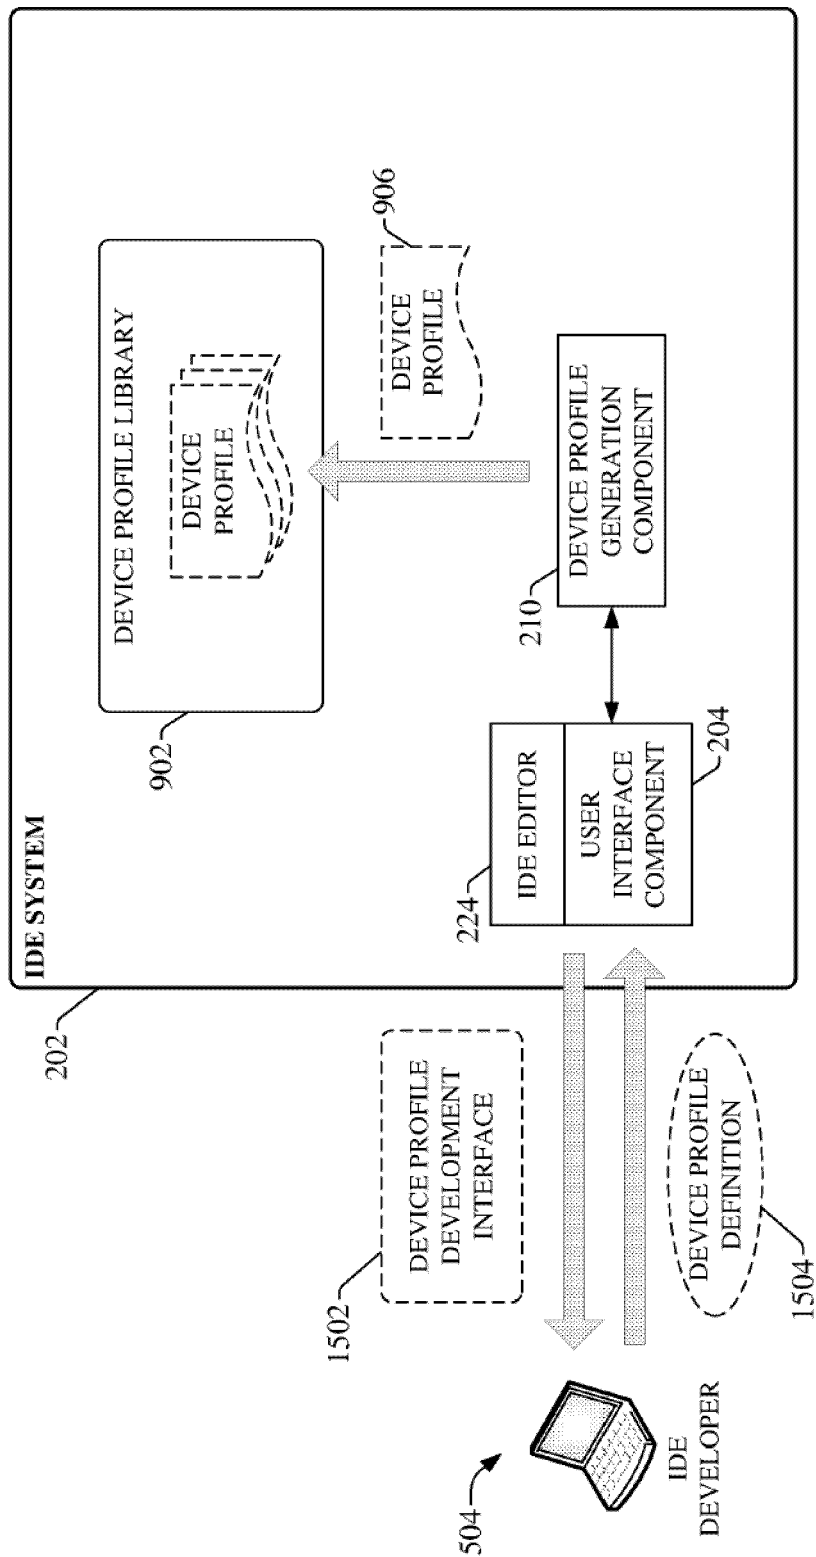 IDE SYSTEM
202
902
DEVICE PROFILE LIBRARY
DEVICE
PROFILE
906
DEVICE
PROFILE
1502
DEVICE PROFILE
DEVELOPMENT
INTERFACE
224
IDE EDITOR
USER
INTERFACE
COMPONENT
204
210
DEVICE PROFILE
GENERATION
COMPONENT
504
IDE
DEVELOPER
DEVICE PROFILE
DEFINITION
1504